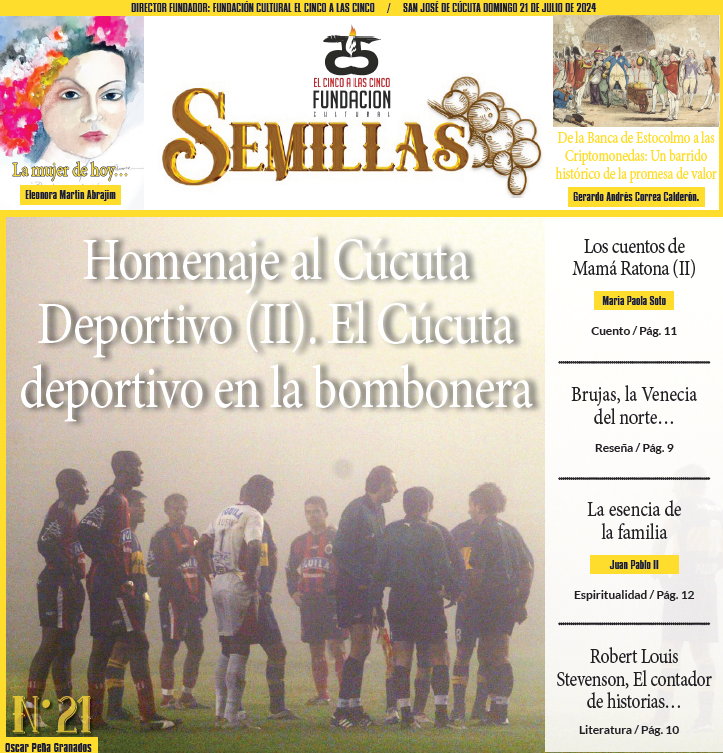 DIRECTOR FUNDADOR: FUNDACIÓN CULTURAL EL CINCO A LAS CINCO / SAN JOSÉ DE CÚCUTA DOMINGO 21 DE JULIO DE 2024
La mujer de hoy...
Eleonora Martin Abrajim
EL CINCO A LAS CINCO
FUNDACION
CULTURAL
SEMILLAS
De la Banca de Estocolmo a las
Criptomonedas: Un barrido
histórico de la promesa de valor
Gerardo Andrés Correa Calderón.
Homenaje al Cúcuta
Deportivo (II). El Cúcuta
deportivo en la bombonera
N°21
Oscar Peña Granados
Los cuentos de
Mamá Ratona (II)
María Paola Soto
Cuento / Pág. 11
Brujas, la Venecia
del norte...
Reseña / Pág. 9
La esencia de
la familia
Juan Pablo II
Espiritualidad / Pág. 12
Robert Louis
Stevenson, El contador
de historias...
Literatura / Pág. 10